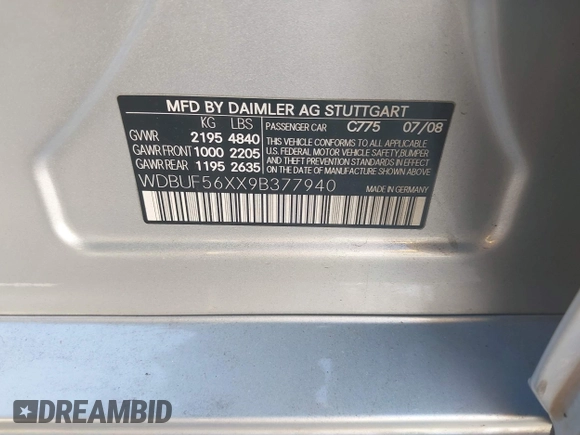 MFD BY DAIMLER AG STUTTGART
KG LBS PASSENGER CAR C775 07/08
GVWR 2195 4840 THIS VEHICLE CONFORMS TO ALL APPLICABLE
GAWR FRONT 1000 2205 U.S. FEDERAL MOTOR VEHICLE SAFETY,BUMPER
GAWR REAR 1195 2635 AND THEFT PREVENTION STANDARDS IN EFFECT
ON THE DATE OF MANUFACTURE SHOWN ABOVE.
WDBUF56XX9B377940 MADE IN GERMANY
DREAMBID